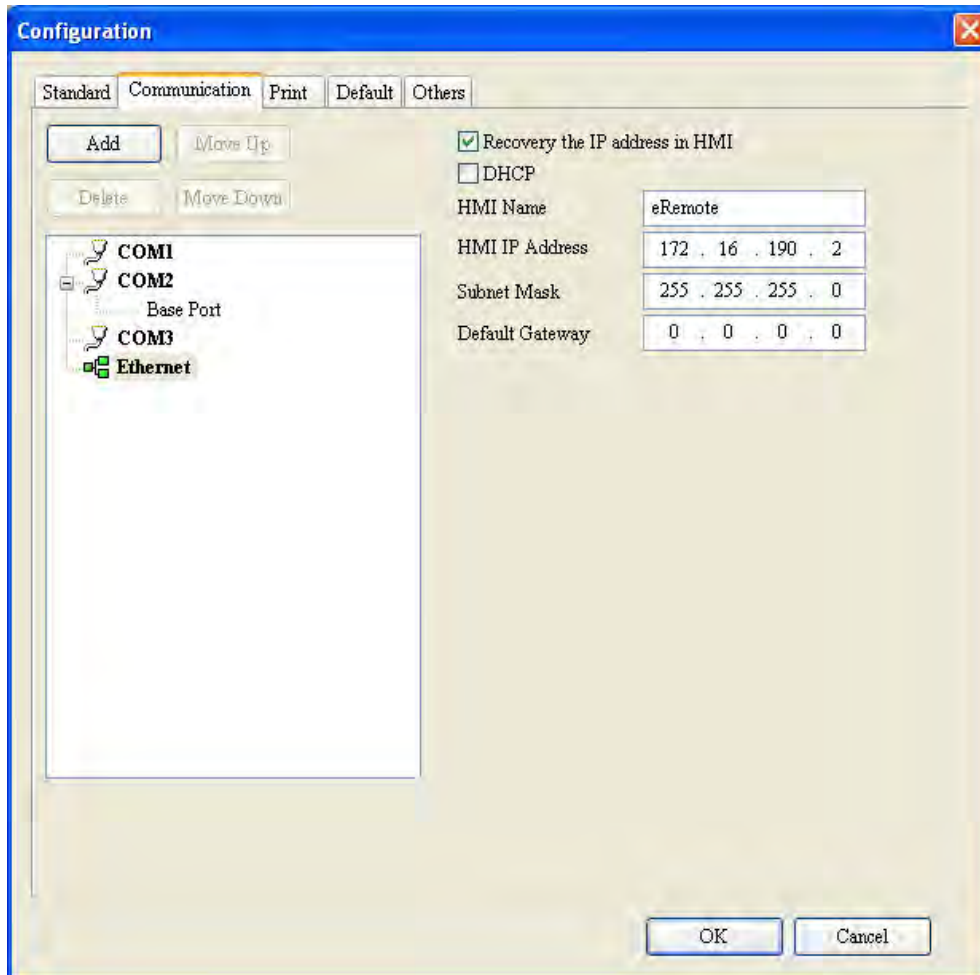 Configuration
Standard Communication Print Default Others
Add Move Up
Delete Move Down
COM1
COM2
Base Port
COM3
Ethernet
Recovery the IP address in HMI
DHCP
HMI Name eRemote
HMI IP Address 172 . 16 . 190 . 2
Subnet Mask 255 . 255 . 255 . 0
Default Gateway 0 . 0 . 0 . 0
OK Cancel